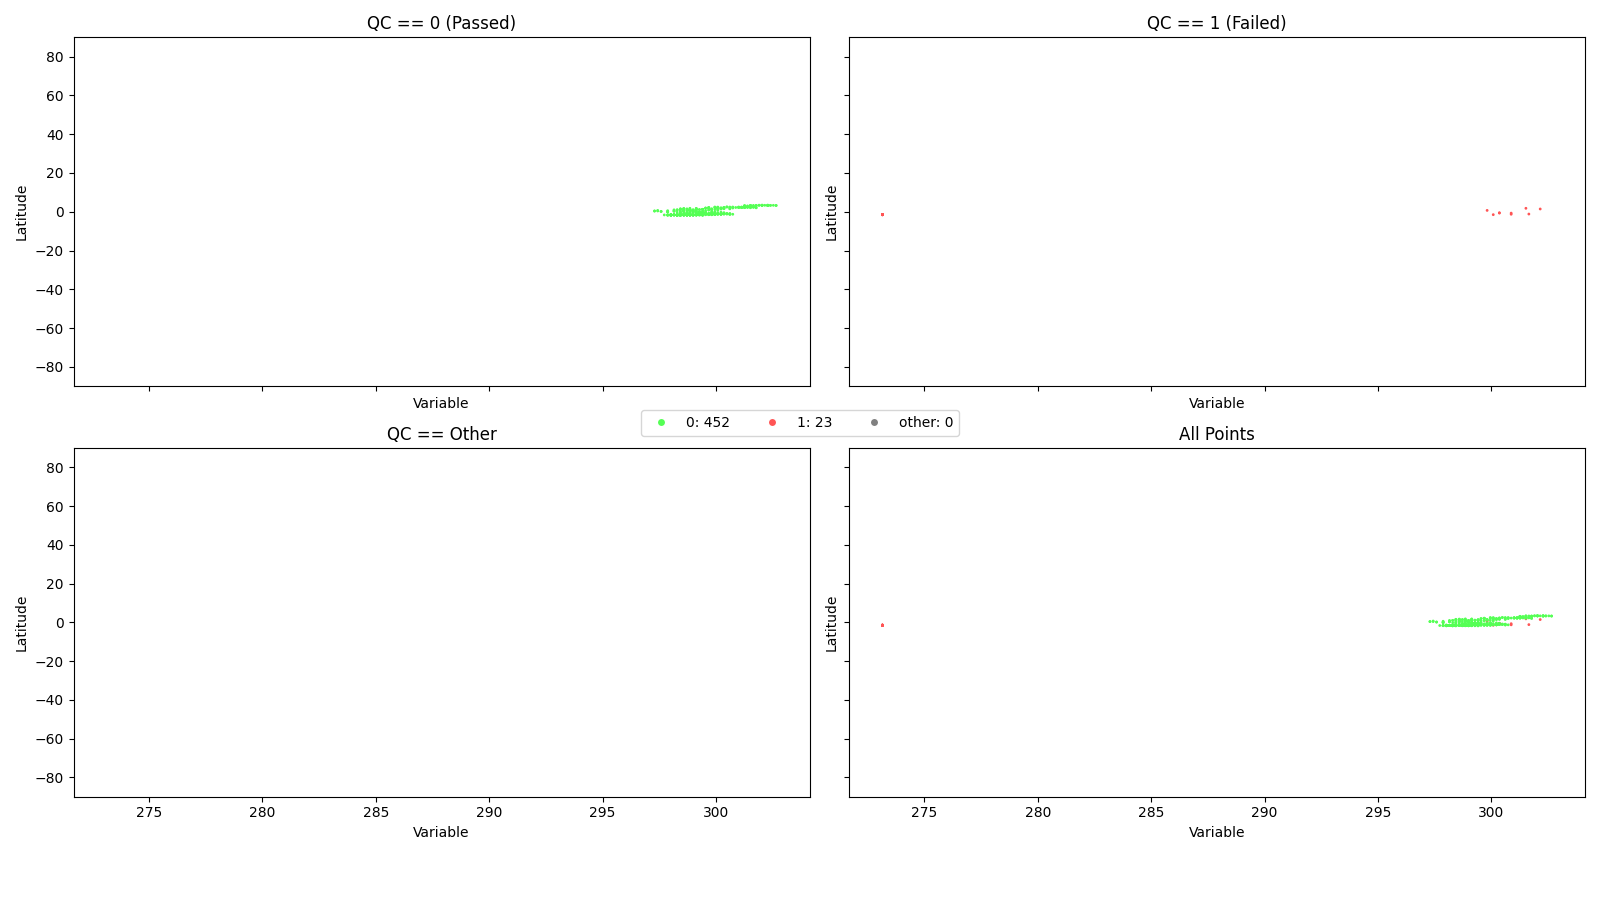 QC == 0 (Passed)
QC == 1 (Failed)
80
60
40
20
0
−20
−40
−60
−80
Latitude
Latitude
Variable
Variable
0: 452 1: 23 other: 0
QC == Other
All Points
80
60
40
20
0
−20
−40
−60
−80
Latitude
Latitude
275 280 285 290 295 300
275 280 285 290 295 300
Variable
Variable